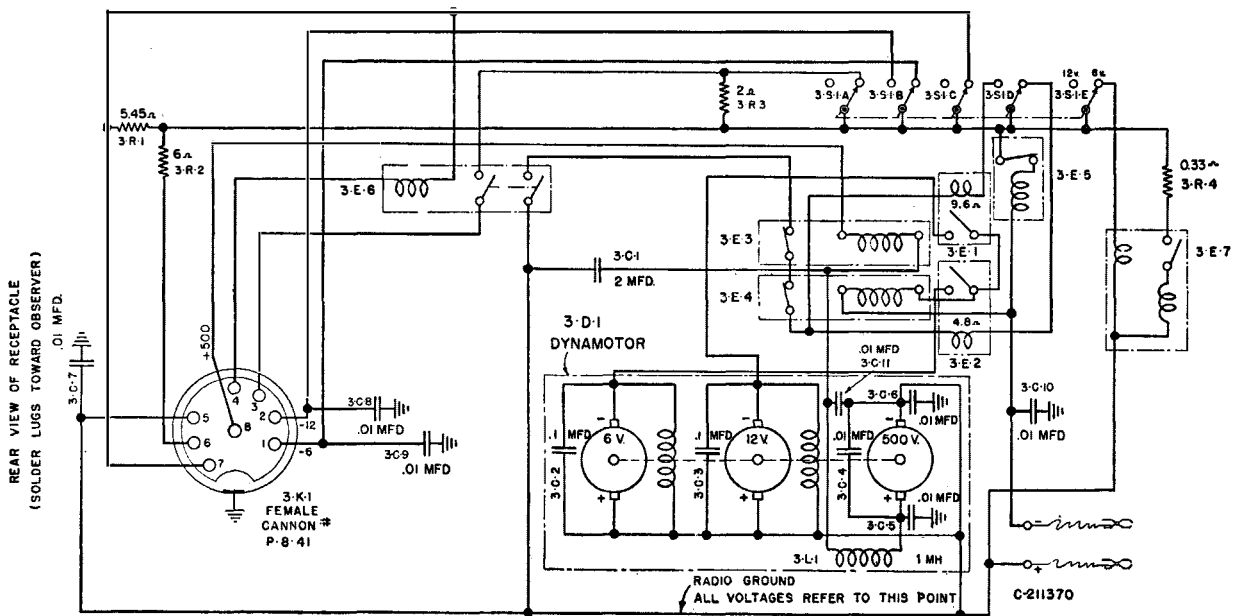 12V. 6V.
3·S·1·A
3·S·1·B
3·S·1·C
3·S·1·D
3·S·1·E
2Ω
3·R·3
5.45Ω
3·R·1
6Ω
3·R·2
3·E·6
3·E·5
0.33Ω
3·R·4
9.6Ω
3·E·1
3·E·3
3·E·7
3·C·1
2 MFD.
3·E·4
4.8Ω
3·E·2
REAR VIEW OF RECEPTACLE
(SOLDER LUGS TOWARD OBSERVER)
.01 MFD.
3·C·7
+500
3·D·1
DYNAMOTOR
.01 MFD
3·C·11
3·C·6
.01 MFD
3·C·10
.01 MFD
4
3
5
8
2
-12
6
1
-6
7
3·C8
.01 MFD
3·C·9
.01 MFD
.1 MFD
3·C·2
-
6 V.
+
.1 MFD
3·C·3
-
12 V.
+
.01 MFD
3·C·4
-
500 V.
+
.01 MFD
3·C·5
3·K·1
FEMALE
CANNON #
P·8·41
3·L·1
1 MH
-
+
RADIO GROUND
ALL VOLTAGES REFER TO THIS POINT
C-211370